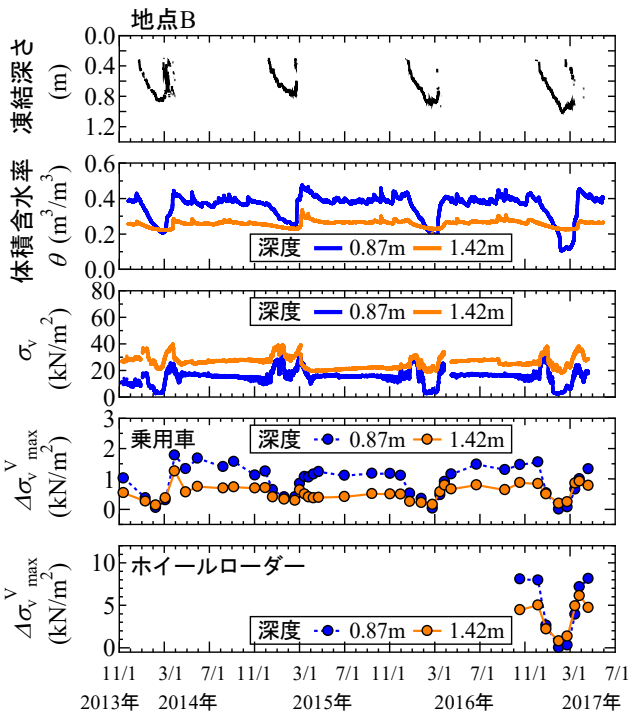 地点B
凍結深さ
(m)
0.0
0.4
0.8
1.2
体積含水率
θ (m³/m³)
0.6
0.4
0.2
0.0
深度 0.87m 1.42m
σv
(kN/m²)
80
60
40
20
0
深度 0.87m 1.42m
Δσv V max
(kN/m²)
3
2
1
0
乗用車 深度 0.87m 1.42m
Δσv V max
(kN/m²)
10
5
0
ホイールローダー
深度 0.87m 1.42m
11/1 3/1 7/1 11/1 3/1 7/1 11/1 3/1 7/1 11/1 3/1 7/1
2013年 2014年 2015年 2016年 2017年